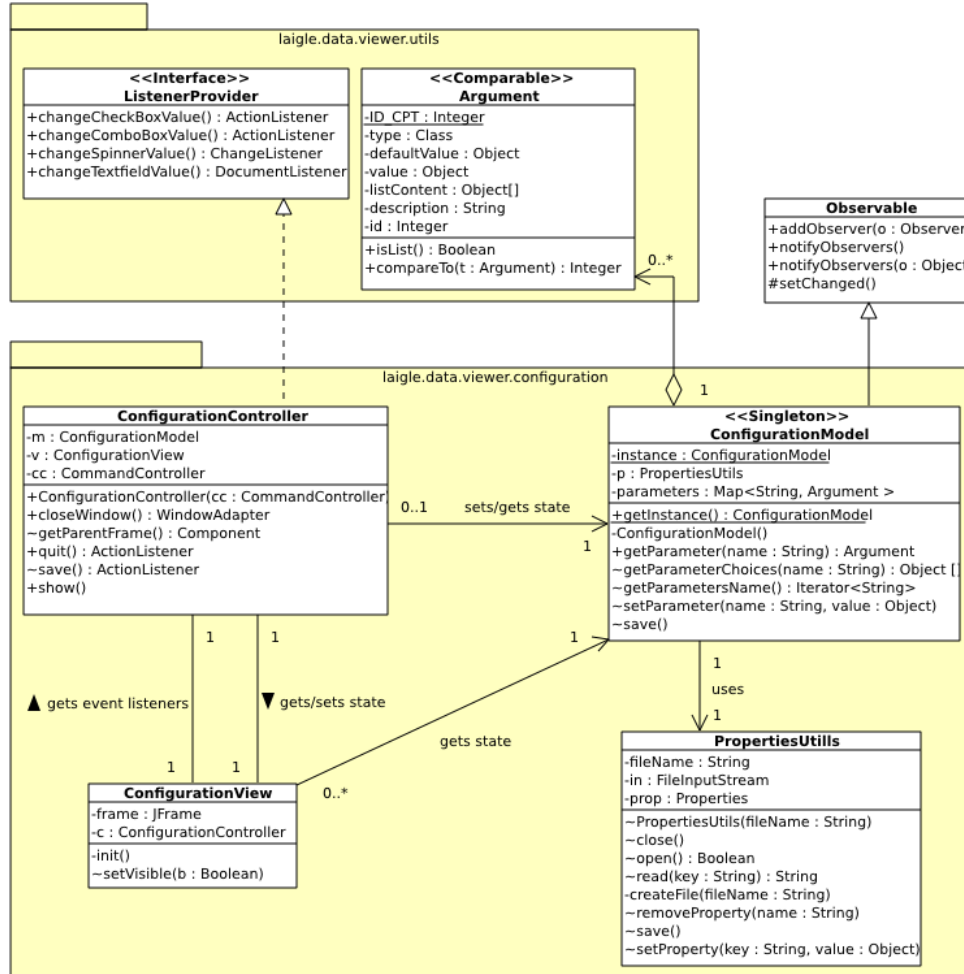 laigle.data.viewer.utils
<<Interface>>
ListenerProvider
+changeCheckBoxValue() : ActionListener
+changeComboBoxValue() : ActionListener
+changeSpinnerValue() : ChangeListener
+changeTextfieldValue() : DocumentListener
<<Comparable>>
Argument
-ID_CPT : Integer
-type : Class
-defaultValue : Object
-value : Object
-listContent : Object[]
-description : String
-id : Integer
+isList() : Boolean
+compareTo(t : Argument) : Integer
0..*
Observable
+addObserver(o : Observer
+notifyObservers()
+notifyObservers(o : Object
#setChanged()
1
laigle.data.viewer.configuration
ConfigurationController
-m : ConfigurationModel
-v : ConfigurationView
-cc : CommandController
+ConfigurationController(cc : CommandController
+closeWindow() : WindowAdapter
~getParentFrame() : Component
+quit() : ActionListener
~save() : ActionListener
+show()
0..1
sets/gets state
1
<<Singleton>>
ConfigurationModel
-instance : ConfigurationModel
-p : PropertiesUtils
-parameters : Map<String, Argument >
+getInstance() : ConfigurationModel
-ConfigurationModel()
+getParameter(name : String) : Argument
~getParameterChoices(name : String) : Object []
~getParametersName() : Iterator<String>
~setParameter(name : String, value : Object)
~save()
1
1
1
1
gets event listeners
gets/sets state
uses
gets state
1
1
1
0..*
ConfigurationView
-frame : JFrame
-c : ConfigurationController
-init()
~setVisible(b : Boolean)
PropertiesUtills
-fileName : String
-in : FileInputStream
-prop : Properties
~PropertiesUtils(fileName : String)
~close()
~open() : Boolean
~read(key : String) : String
-createFile(fileName : String)
~removeProperty(name : String)
~save()
~setProperty(key : String, value : Object)